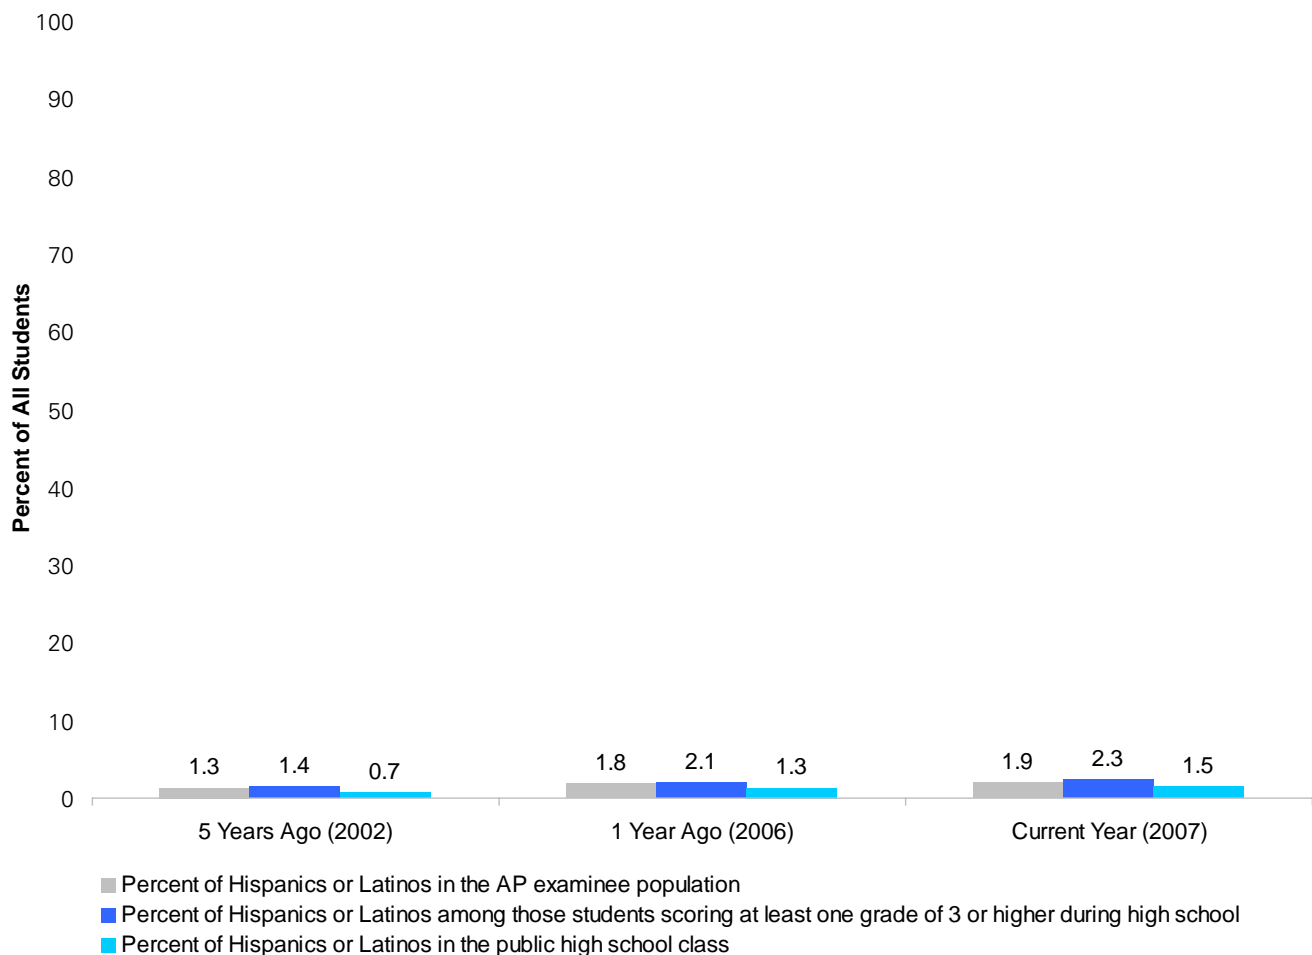 100
90
80
70
60
50
40
30
20
10
0
Percent of All Students
1.3 1.4 0.7
1.8 2.1 1.3
1.9 2.3 1.5
5 Years Ago (2002)
1 Year Ago (2006)
Current Year (2007)
Percent of Hispanics or Latinos in the AP examinee population
Percent of Hispanics or Latinos among those students scoring at least one grade of 3 or higher during high school
Percent of Hispanics or Latinos in the public high school class